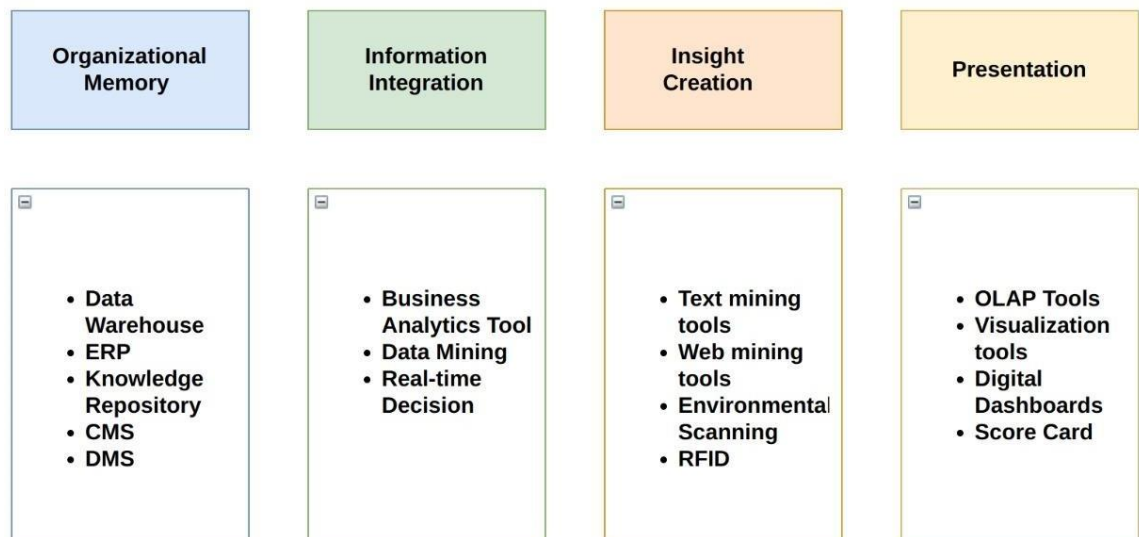 Organizational
Memory
Information
Integration
Insight
Creation
Presentation
• Data
Warehouse
• ERP
• Knowledge
Repository
• CMS
• DMS
• Business
Analytics Tool
• Data Mining
• Real-time
Decision
• Text mining
tools
• Web mining
tools
• Environmental
Scanning
• RFID
• OLAP Tools
• Visualization
tools
• Digital
Dashboards
• Score Card